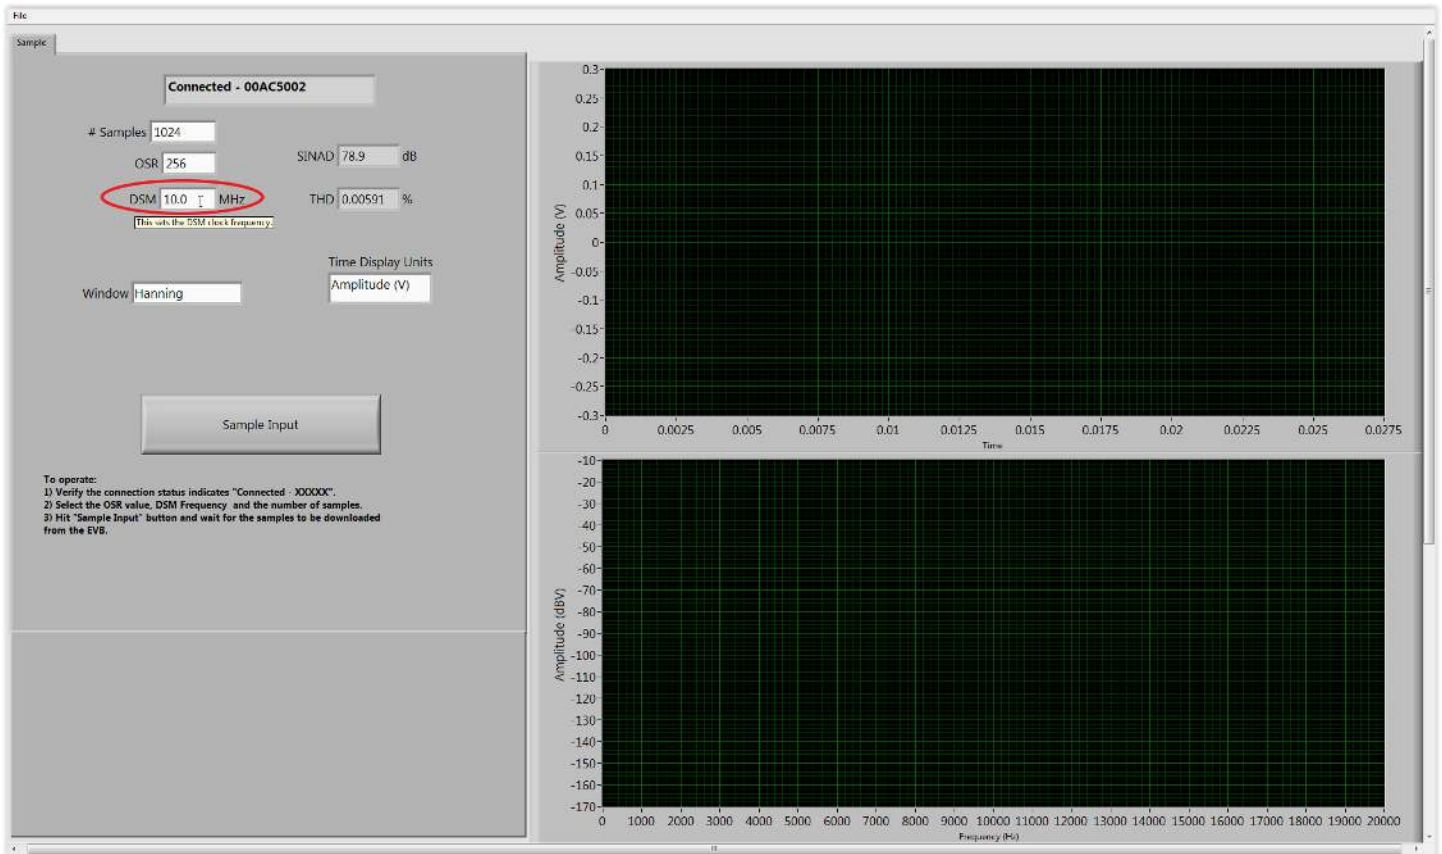 File
Sample
Connected - 00AC5002
# Samples 1024
OSR 256
SINAD 78.9 dB
DSM 10.0 MHz
THD 0.00591 %
This sets the DSM clock frequency.
Time Display Units
Amplitude (V)
Window Hanning
Sample Input
To operate:
1) Verify the connection status indicates "Connected - XXXXX".
2) Select the OSR value, DSM Frequency and the number of samples.
3) Hit "Sample Input" button and wait for the samples to be downloaded
from the EVB.
0.3
0.25
0.2
0.15
0.1
0.05
0
-0.05
-0.1
-0.15
-0.2
-0.25
-0.3
Amplitude (V)
0 0.0025 0.005 0.0075 0.01 0.0125 0.015 0.0175 0.02 0.0225 0.025 0.0275
Time
-10
-20
-30
-40
-50
-60
-70
-80
-90
-100
-110
-120
-130
-140
-150
-160
-170
Amplitude (dBV)
0 1000 2000 3000 4000 5000 6000 7000 8000 9000 10000 11000 12000 13000 14000 15000 16000 17000 18000 19000 20000
Frequency (Hz)